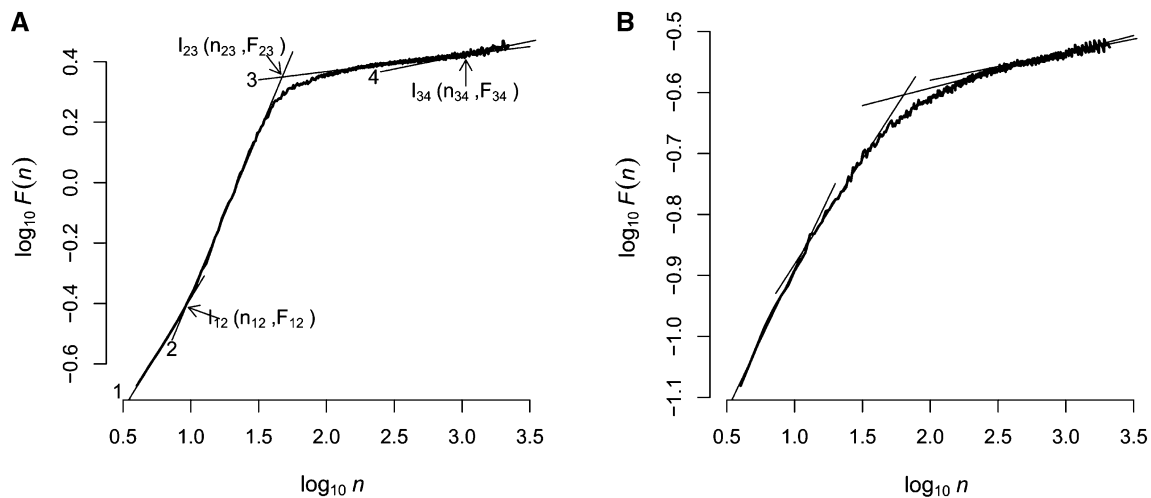 A
I23 (n23 ,F23 )
0.4
3
4
I34 (n34 ,F34 )
0.2
0.0
log10 F(n)
−0.2
−0.4
I12 (n12 ,F12 )
2
−0.6
1
0.5 1.0 1.5 2.0 2.5 3.0 3.5
log10 n
B
−0.5
−0.6
−0.7
−0.8
log10 F(n)
−0.9
−1.0
−1.1
0.5 1.0 1.5 2.0 2.5 3.0 3.5
log10 n